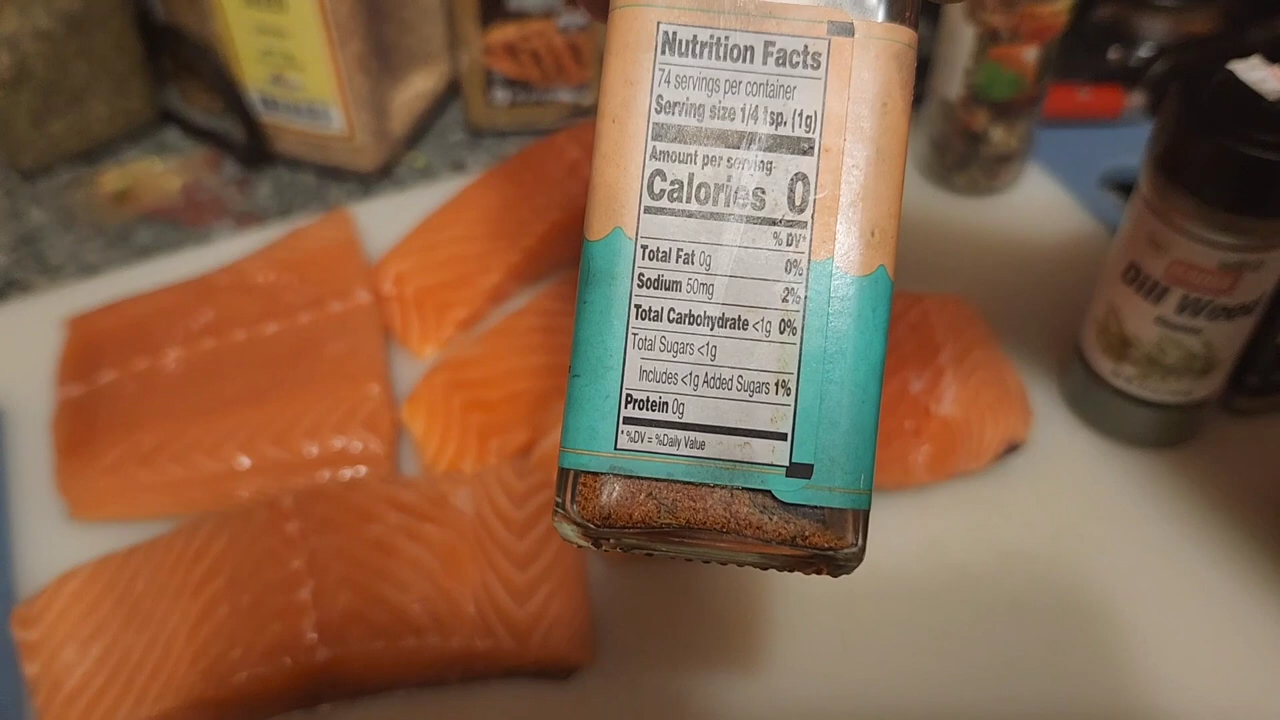 Nutrition Facts
74 servings per container
Serving size 1/4 tsp. (1g)
Amount per serving
Calories 0
% DV*
Total Fat 0g 0%
Sodium 50mg 2%
Total Carbohydrate <1g 0%
Total Sugars <1g
Includes <1g Added Sugars 1%
Protein 0g
* %DV = %Daily Value
Dill Weed